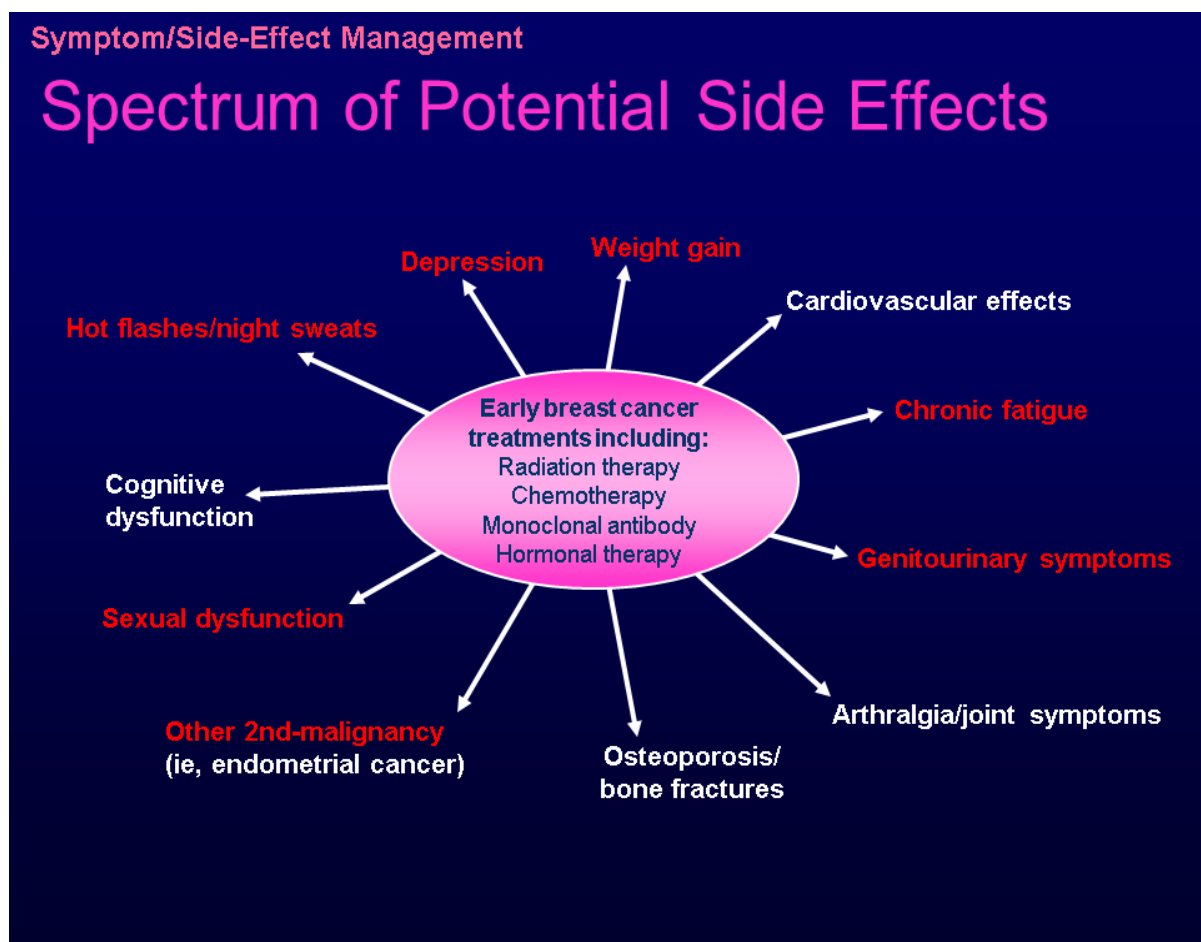 Symptom/Side-Effect Management
Spectrum of Potential Side Effects
Weight gain
Depression
Cardiovascular effects
Hot flashes/night sweats
Early breast cancer
treatments including:
Radiation therapy
Chemotherapy
Monoclonal antibody
Hormonal therapy
Chronic fatigue
Cognitive
dysfunction
Genitourinary symptoms
Sexual dysfunction
Arthralgia/joint symptoms
Other 2nd-malignancy
(ie, endometrial cancer)
Osteoporosis/
bone fractures